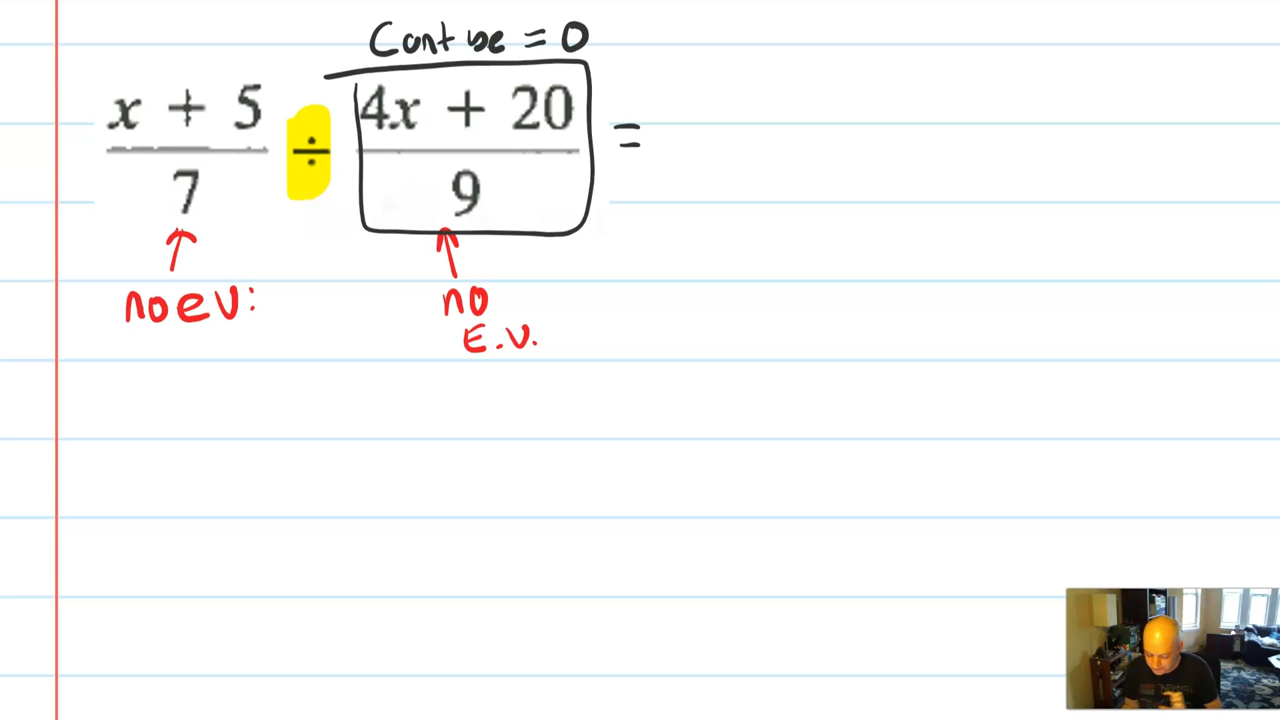 Cant be = 0
x + 5 ÷ 4x + 20 =
7 9
no ev:
no
E.V.